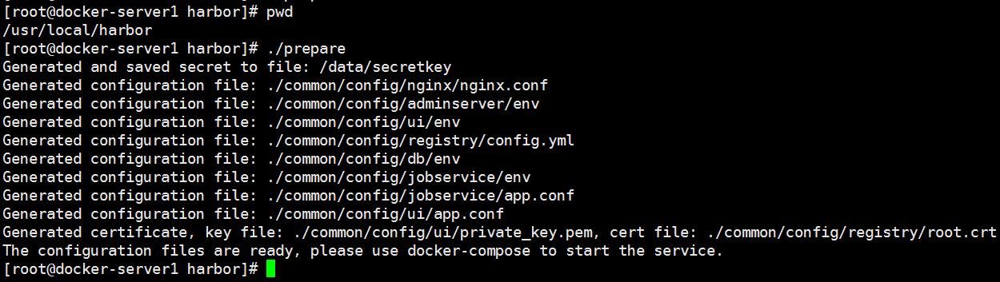 [root@docker-server1 harbor]# pwd
/usr/local/harbor
[root@docker-server1 harbor]# ./prepare
Generated and saved secret to file: /data/secretkey
Generated configuration file: ./common/config/nginx/nginx.conf
Generated configuration file: ./common/config/adminserver/env
Generated configuration file: ./common/config/ui/env
Generated configuration file: ./common/config/registry/config.yml
Generated configuration file: ./common/config/db/env
Generated configuration file: ./common/config/jobservice/env
Generated configuration file: ./common/config/jobservice/app.conf
Generated configuration file: ./common/config/ui/app.conf
Generated certificate, key file: ./common/config/ui/private_key.pem, cert file: ./common/config/registry/root.crt
The configuration files are ready, please use docker-compose to start the service.
[root@docker-server1 harbor]#